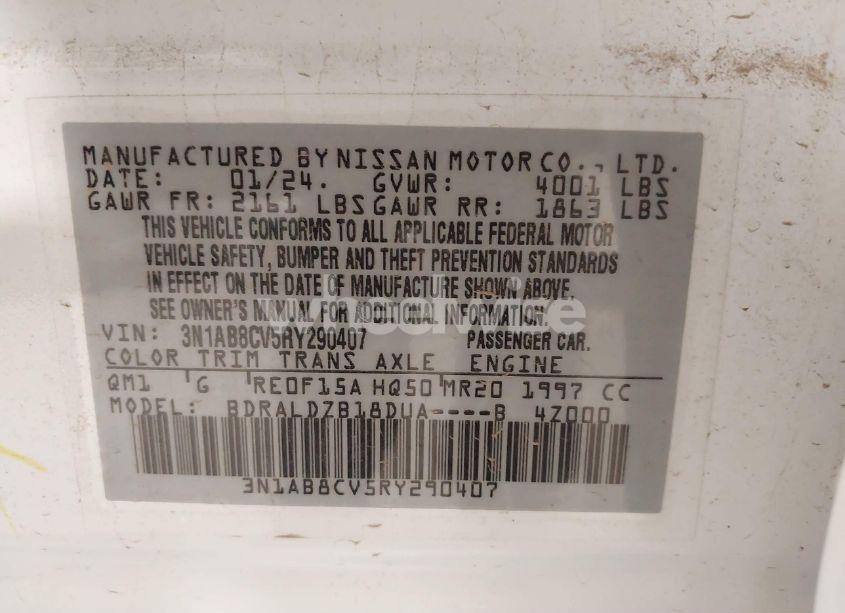 MANUFACTURED BY NISSAN MOTOR CO., LTD.
DATE: 01/24. GVWR: 4001 LBS
GAWR FR: 2161 LBS GAWR RR: 1863 LBS
THIS VEHICLE CONFORMS TO ALL APPLICABLE FEDERAL MOTOR
VEHICLE SAFETY, BUMPER AND THEFT PREVENTION STANDARDS
IN EFFECT ON THE DATE OF MANUFACTURE SHOWN ABOVE.
SEE OWNER'S MANUAL FOR ADDITIONAL INFORMATION.
VIN: 3N1AB8CV5RY290407 PASSENGER CAR.
COLOR TRIM TRANS AXLE ENGINE
QM1 G RE0F15A HQ50 MR20 1997 CC
MODEL: BDRALDZB18DUA----B 4Z000
3N1AB8CV5RY290407